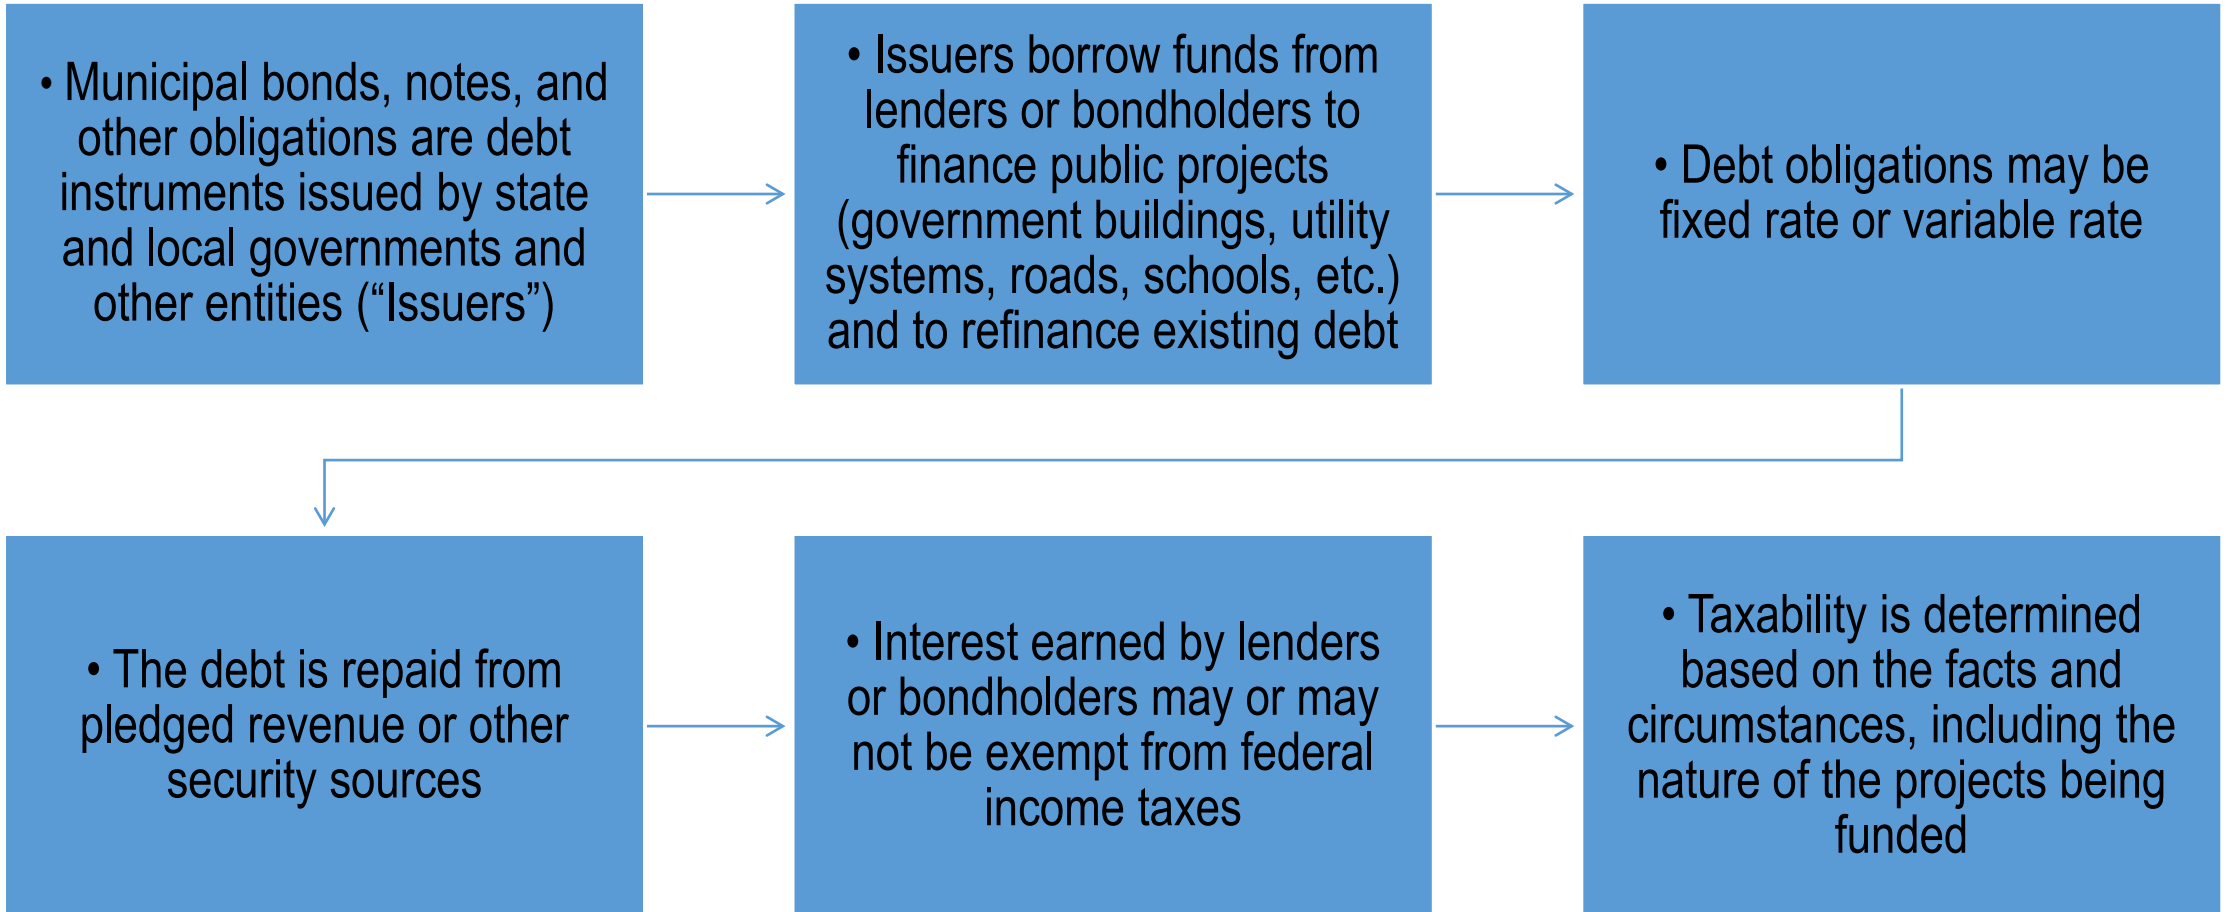 • Municipal bonds, notes, and
other obligations are debt
instruments issued by state
and local governments and
other entities (“Issuers”)
• Issuers borrow funds from
lenders or bondholders to
finance public projects
(government buildings, utility
systems, roads, schools, etc.)
and to refinance existing debt
• Debt obligations may be
fixed rate or variable rate
• The debt is repaid from
pledged revenue or other
security sources
• Interest earned by lenders
or bondholders may or may
not be exempt from federal
income taxes
• Taxability is determined
based on the facts and
circumstances, including the
nature of the projects being
funded